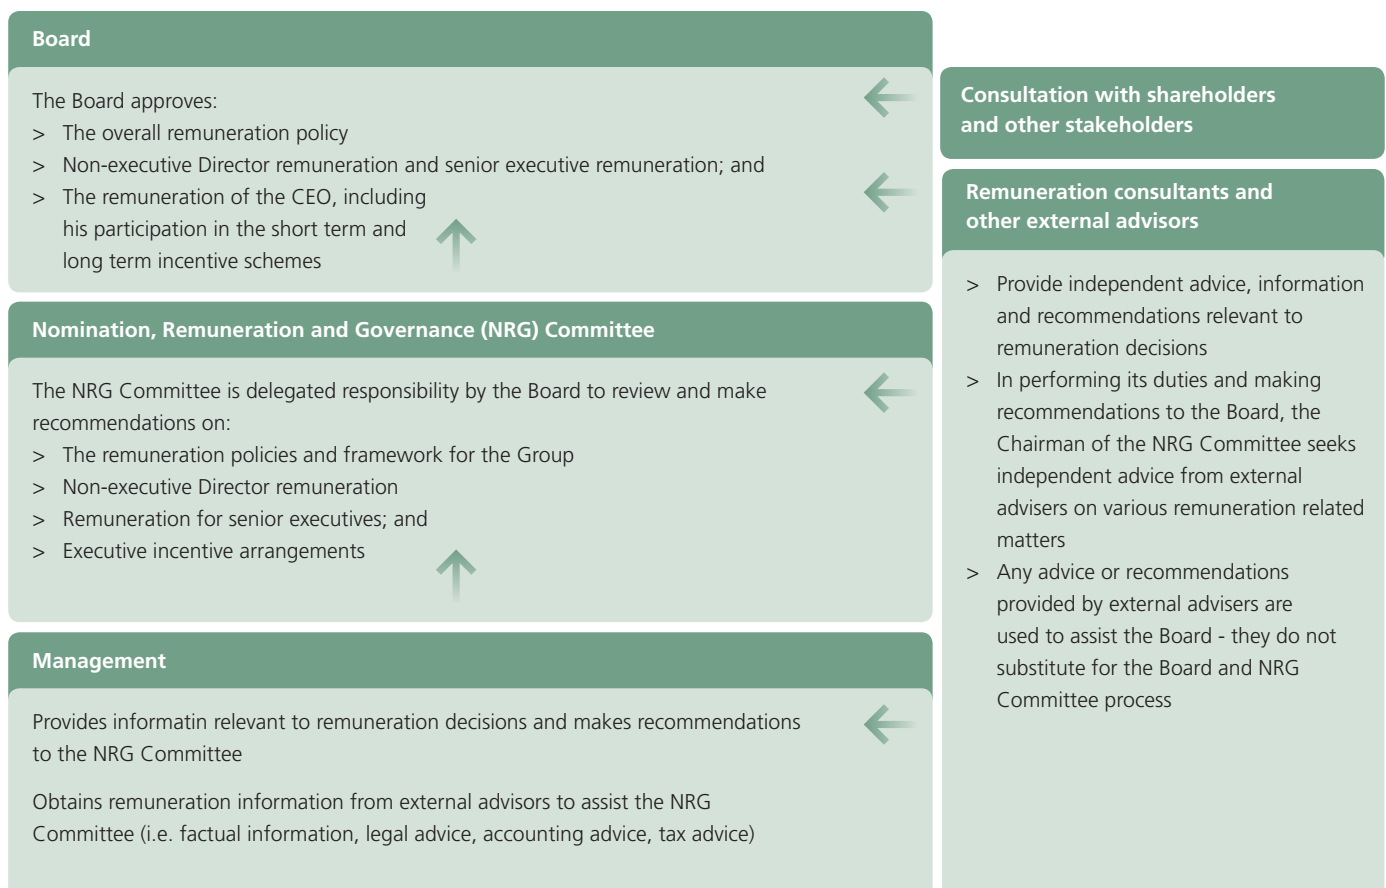 Board
The Board approves:
> The overall remuneration policy
> Non-executive Director remuneration and senior executive remuneration; and
> The remuneration of the CEO, including
his participation in the short term and
long term incentive schemes
Nomination, Remuneration and Governance (NRG) Committee
The NRG Committee is delegated responsibility by the Board to review and make
recommendations on:
> The remuneration policies and framework for the Group
> Non-executive Director remuneration
> Remuneration for senior executives; and
> Executive incentive arrangements
Management
Provides informatin relevant to remuneration decisions and makes recommendations
to the NRG Committee
Obtains remuneration information from external advisors to assist the NRG
Committee (i.e. factual information, legal advice, accounting advice, tax advice)
Consultation with shareholders
and other stakeholders
Remuneration consultants and
other external advisors
> Provide independent advice, information
and recommendations relevant to
remuneration decisions
> In performing its duties and making
recommendations to the Board, the
Chairman of the NRG Committee seeks
independent advice from external
advisers on various remuneration related
matters
> Any advice or recommendations
provided by external advisers are
used to assist the Board - they do not
substitute for the Board and NRG
Committee process